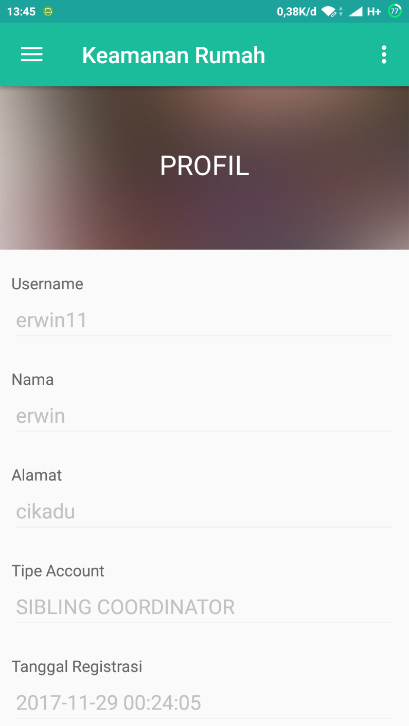 13:45 0,38K/d H+ 77
Keamanan Rumah
PROFIL
Username
erwin11
Nama
erwin
Alamat
cikadu
Tipe Account
SIBLING COORDINATOR
Tanggal Registrasi
2017-11-29 00:24:05